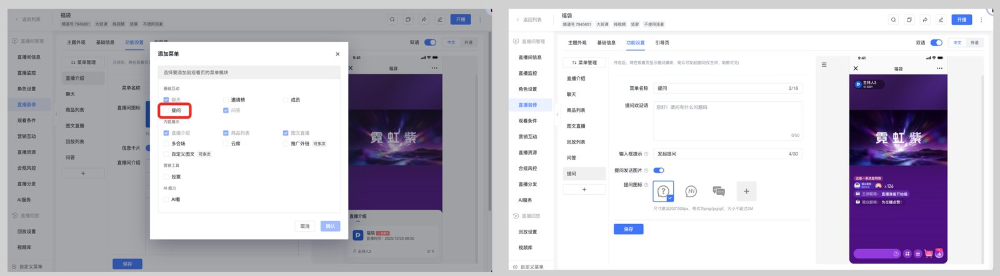 返回列表
福袋
频道号 7945601 大班课 纯视频 竖屏 不使用连麦
开播
直播间管理
主题外观 基础信息 功能设置 引导页
双语 中文 外语
直播间信息
直播监控
角色设置
直播装修
观看条件
营销互动
直播资源
合规风控
直播分发
AI服务
直播回放
回放设置
视频库
自定义菜单
菜单管理
开启后，将在观看页
直播介绍
聊天
商品列表
图文直播
回放列表
问答
+
菜单名称
直播间图标
信息卡片
直播间介绍
保存
添加菜单
选择要添加到观看页的菜单模块
基础互动
聊天 邀请榜 成员
提问 问答
内容展示
直播介绍 商品列表 图文直播
多会场 云席 推广外链 可多次
自定义图文 可多次
营销工具
投票
AI 能力
AI看
取消 确认
9:41
福袋
霓虹紫
直播介绍
福袋 直播中
直播时间：2025/12/25 09:30
主持人3 0
返回列表
福袋
频道号 7945601 大班课 纯视频 竖屏 不使用连麦
开播
直播间管理
主题外观 基础信息 功能设置 引导页
双语 中文 外语
直播间信息
直播监控
角色设置
直播装修
观看条件
营销互动
直播资源
合规风控
直播分发
AI服务
直播回放
回放设置
视频库
自定义菜单
菜单管理
直播介绍
聊天
商品列表
图文直播
回放列表
问答
提问
+
开启后，将在观看页显示提问模块，观众可发起提问(仅主讲、助教可见)
菜单名称 提问 2/16
提问欢迎语 您好！请问有什么问题吗
0/50
输入框提示 发起提问 4/30
提问发送图片
提问图标
Hi
+
尺寸建议200*200px，格式为png/jpg/gif，大小不超过2M
保存
9:41
福袋
主持人3
2331
霓虹紫
这是一条消息特效
观众昵称
x 126
主讲昵称： 直播准备开始啦
观众昵称： 为主播点赞！